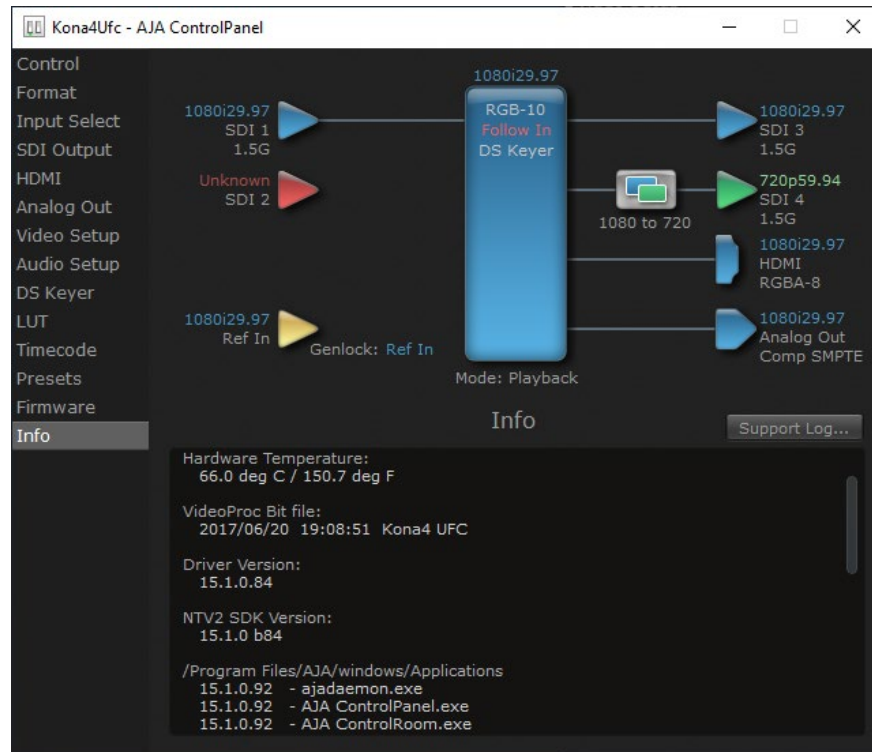 Kona4Ufc - AJA ControlPanel
Control
Format
Input Select
SDI Output
HDMI
Analog Out
Video Setup
Audio Setup
DS Keyer
LUT
Timecode
Presets
Firmware
Info
1080i29.97
RGB-10
Follow In
DS Keyer
1080i29.97
SDI 1
1.5G
Unknown
SDI 2
1080i29.97
Ref In
Genlock: Ref In
Mode: Playback
1080i29.97
SDI 3
1.5G
1080 to 720
720p59.94
SDI 4
1.5G
1080i29.97
HDMI
RGBA-8
1080i29.97
Analog Out
Comp SMPTE
Info
Support Log...
Hardware Temperature:
66.0 deg C / 150.7 deg F
VideoProc Bit file:
2017/06/20 19:08:51 Kona4 UFC
Driver Version:
15.1.0.84
NTV2 SDK Version:
15.1.0 b84
/Program Files/AJA/windows/Applications
15.1.0.92 - ajadaemon.exe
15.1.0.92 - AJA ControlPanel.exe
15.1.0.92 - AJA ControlRoom.exe